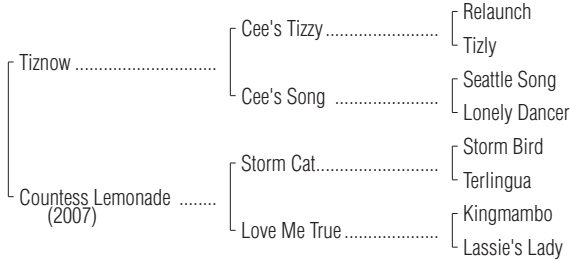 Relaunch
Cee's Tizzy ........................
Tizly
Tiznow ..............................
Seattle Song
Cee's Song ......................
Lonely Dancer
Storm Bird
Storm Cat..........................
Terlingua
Countess Lemonade ........
(2007)
Kingmambo
Love Me True ....................
Lassie's Lady